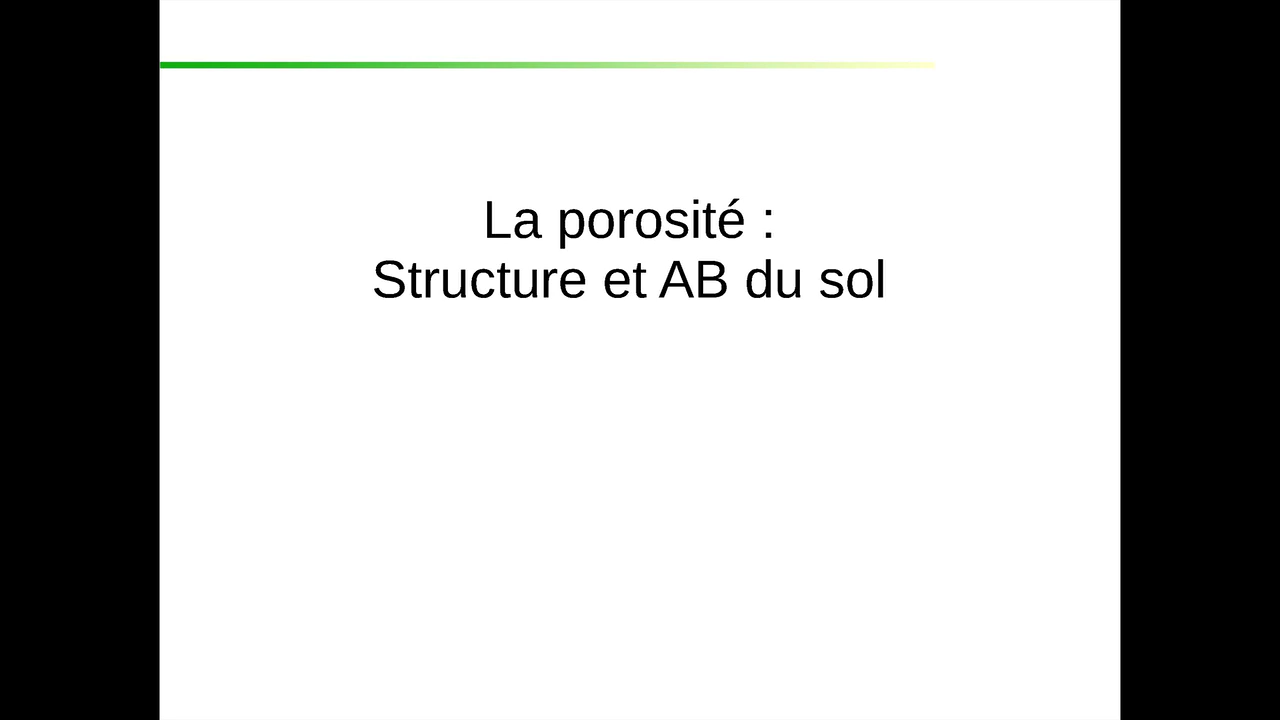 La porosité :
Structure et AB du sol